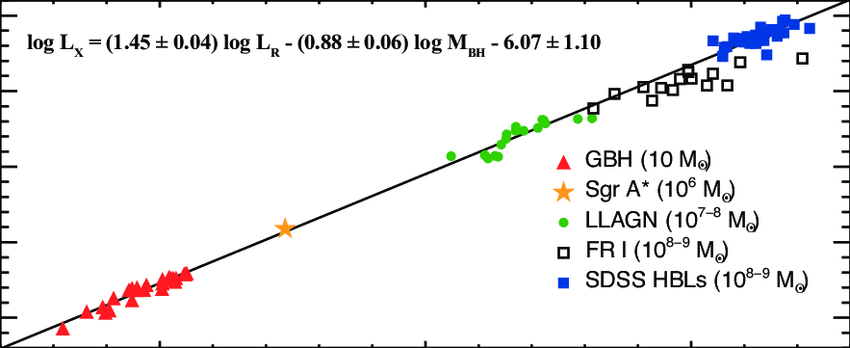 log L_X = (1.45 ± 0.04) log L_R - (0.88 ± 0.06) log M_BH - 6.07 ± 1.10
GBH (10 M☉)
Sgr A* (10⁶ M☉)
LLAGN (10⁷⁻⁸ M☉)
FR I (10⁸⁻⁹ M☉)
SDSS HBLs (10⁸⁻⁹ M☉)